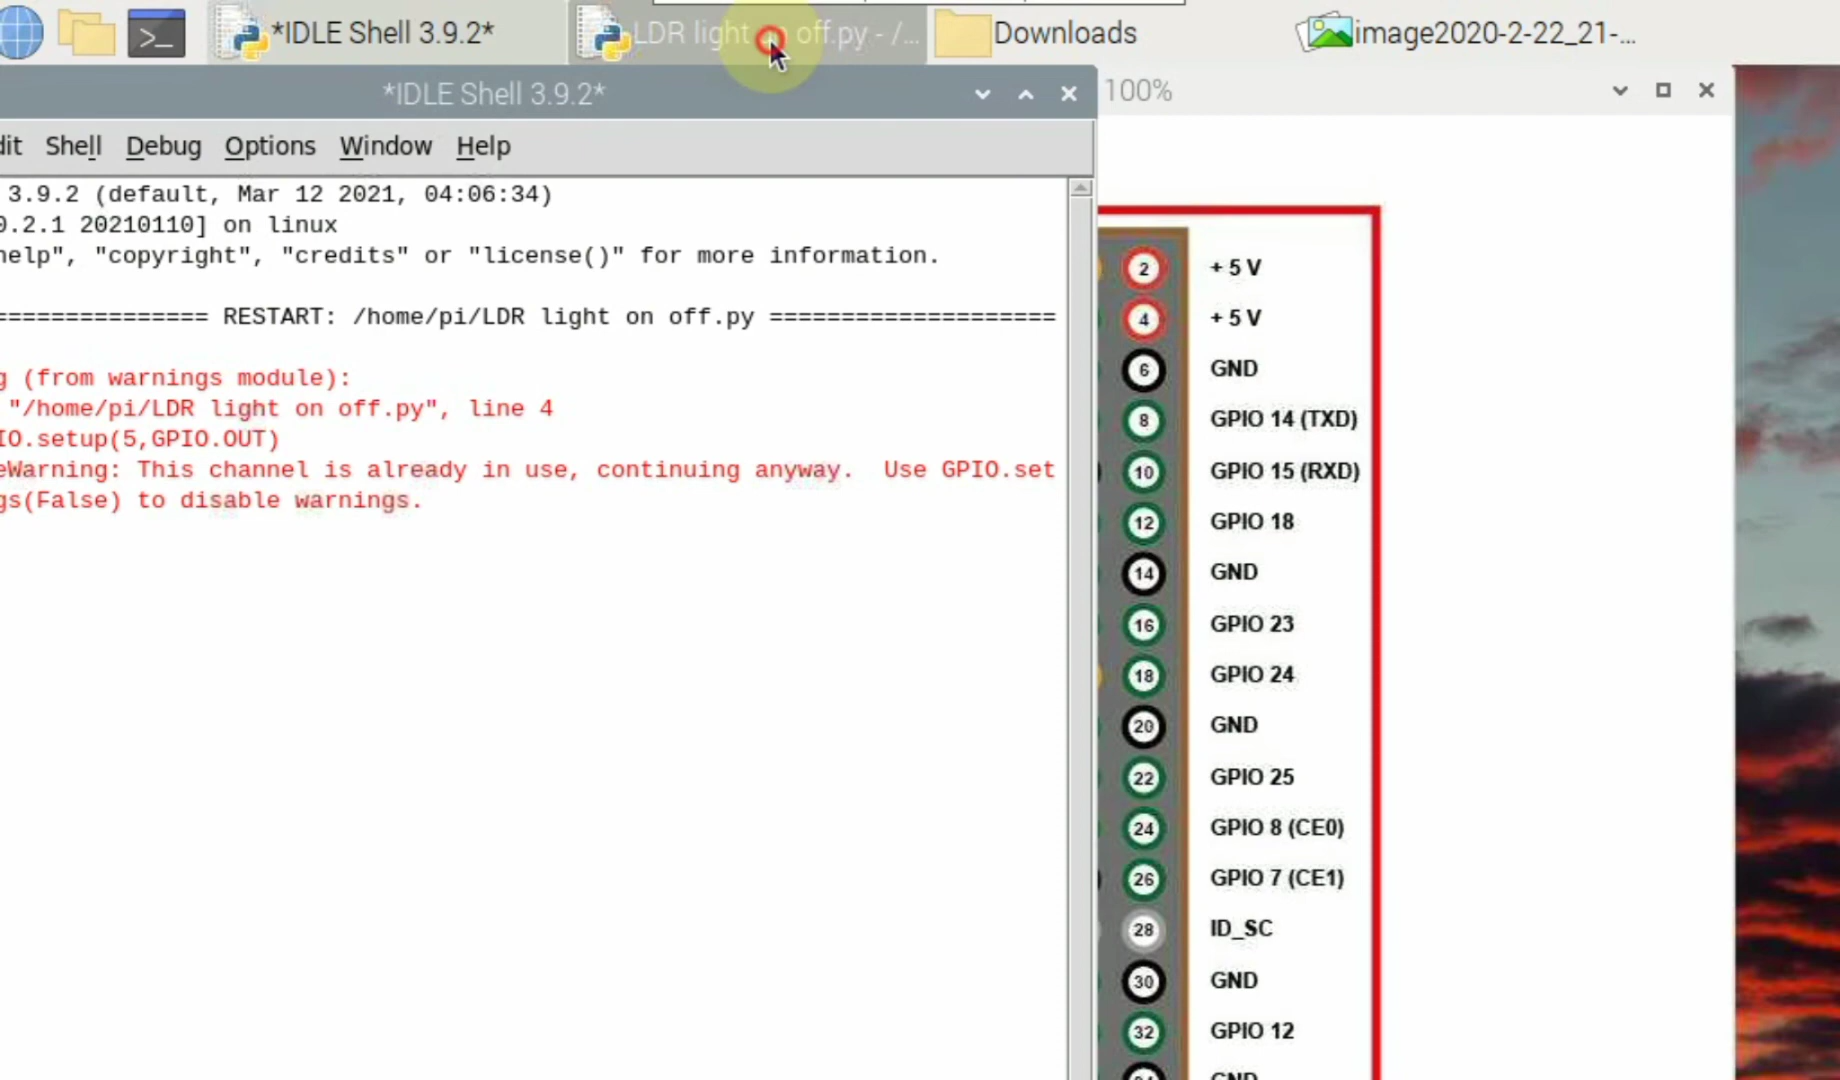 *IDLE Shell 3.9.2*
LDR light on off.py - /...
Downloads
image2020-2-22_21-...
*IDLE Shell 3.9.2*
100%
dit Shell Debug Options Window Help
3.9.2 (default, Mar 12 2021, 04:06:34)
0.2.1 20210110] on linux
help", "copyright", "credits" or "license()" for more information.
=============== RESTART: /home/pi/LDR light on off.py ====================
g (from warnings module):
"/home/pi/LDR light on off.py", line 4
IO.setup(5,GPIO.OUT)
eWarning: This channel is already in use, continuing anyway.  Use GPIO.set
gs(False) to disable warnings.
2 + 5 V
4 + 5 V
6 GND
8 GPIO 14 (TXD)
10 GPIO 15 (RXD)
12 GPIO 18
14 GND
16 GPIO 23
18 GPIO 24
20 GND
22 GPIO 25
24 GPIO 8 (CE0)
26 GPIO 7 (CE1)
28 ID_SC
30 GND
32 GPIO 12